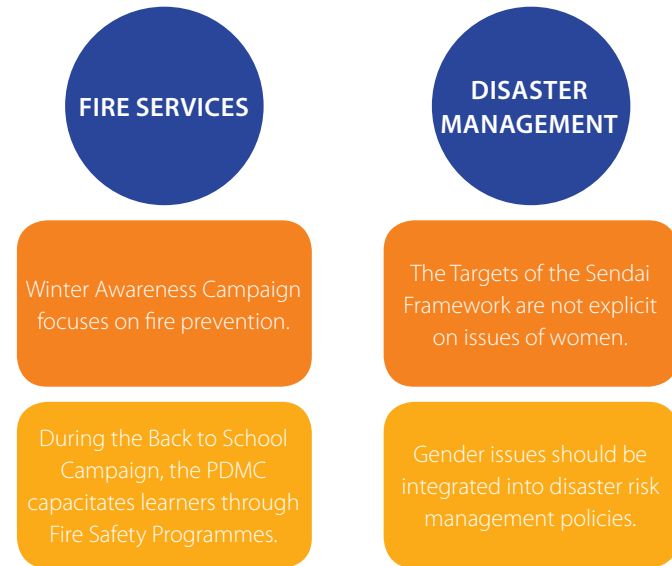 FIRE SERVICES
Winter Awareness Campaign
focuses on fire prevention.
During the Back to School
Campaign, the PDMC
capacitates learners through
Fire Safety Programmes.
DISASTER
MANAGEMENT
The Targets of the Sendai
Framework are not explicit
on issues of women.
Gender issues should be
integrated into disaster risk
management policies.